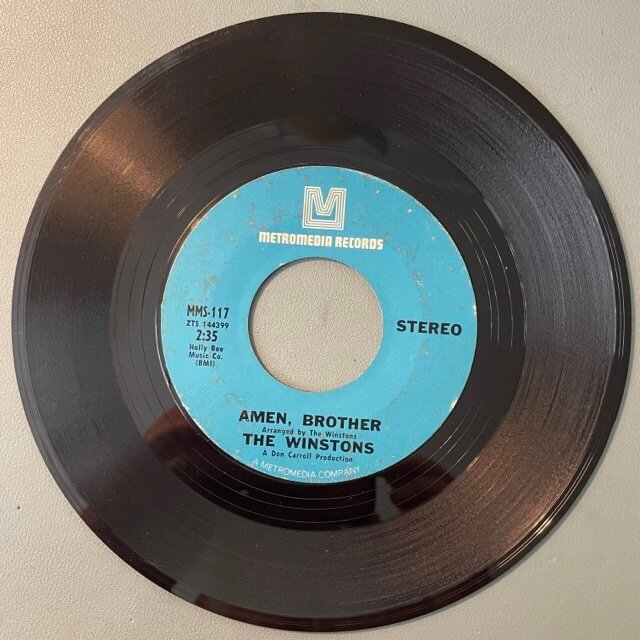 M
METROMEDIA RECORDS
MMS-117
ZTS 144399
2:35
Holly Bee
Music Co.
(BMI)
STEREO
AMEN, BROTHER
Arranged by The Winstons
THE WINSTONS
A Don Carroll Production
A METROMEDIA COMPANY